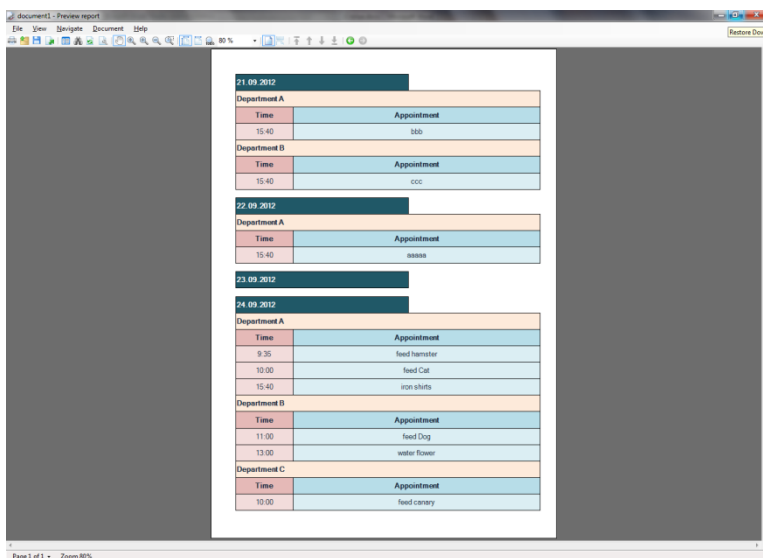 document1 - Preview report
File View Navigate Document Help
80 %
Restore Dow
21.09.2012
Department A
Time Appointment
15:40 bbb
Department B
Time Appointment
15:40 ccc
22.09.2012
Department A
Time Appointment
15:40 aaaaa
23.09.2012
24.09.2012
Department A
Time Appointment
9:35 feed hamster
10:00 feed Cat
15:40 iron shirts
Department B
Time Appointment
11:00 feed Dog
13:00 water flower
Department C
Time Appointment
10:00 feed canary
Page 1 of 1 Zoom 80%